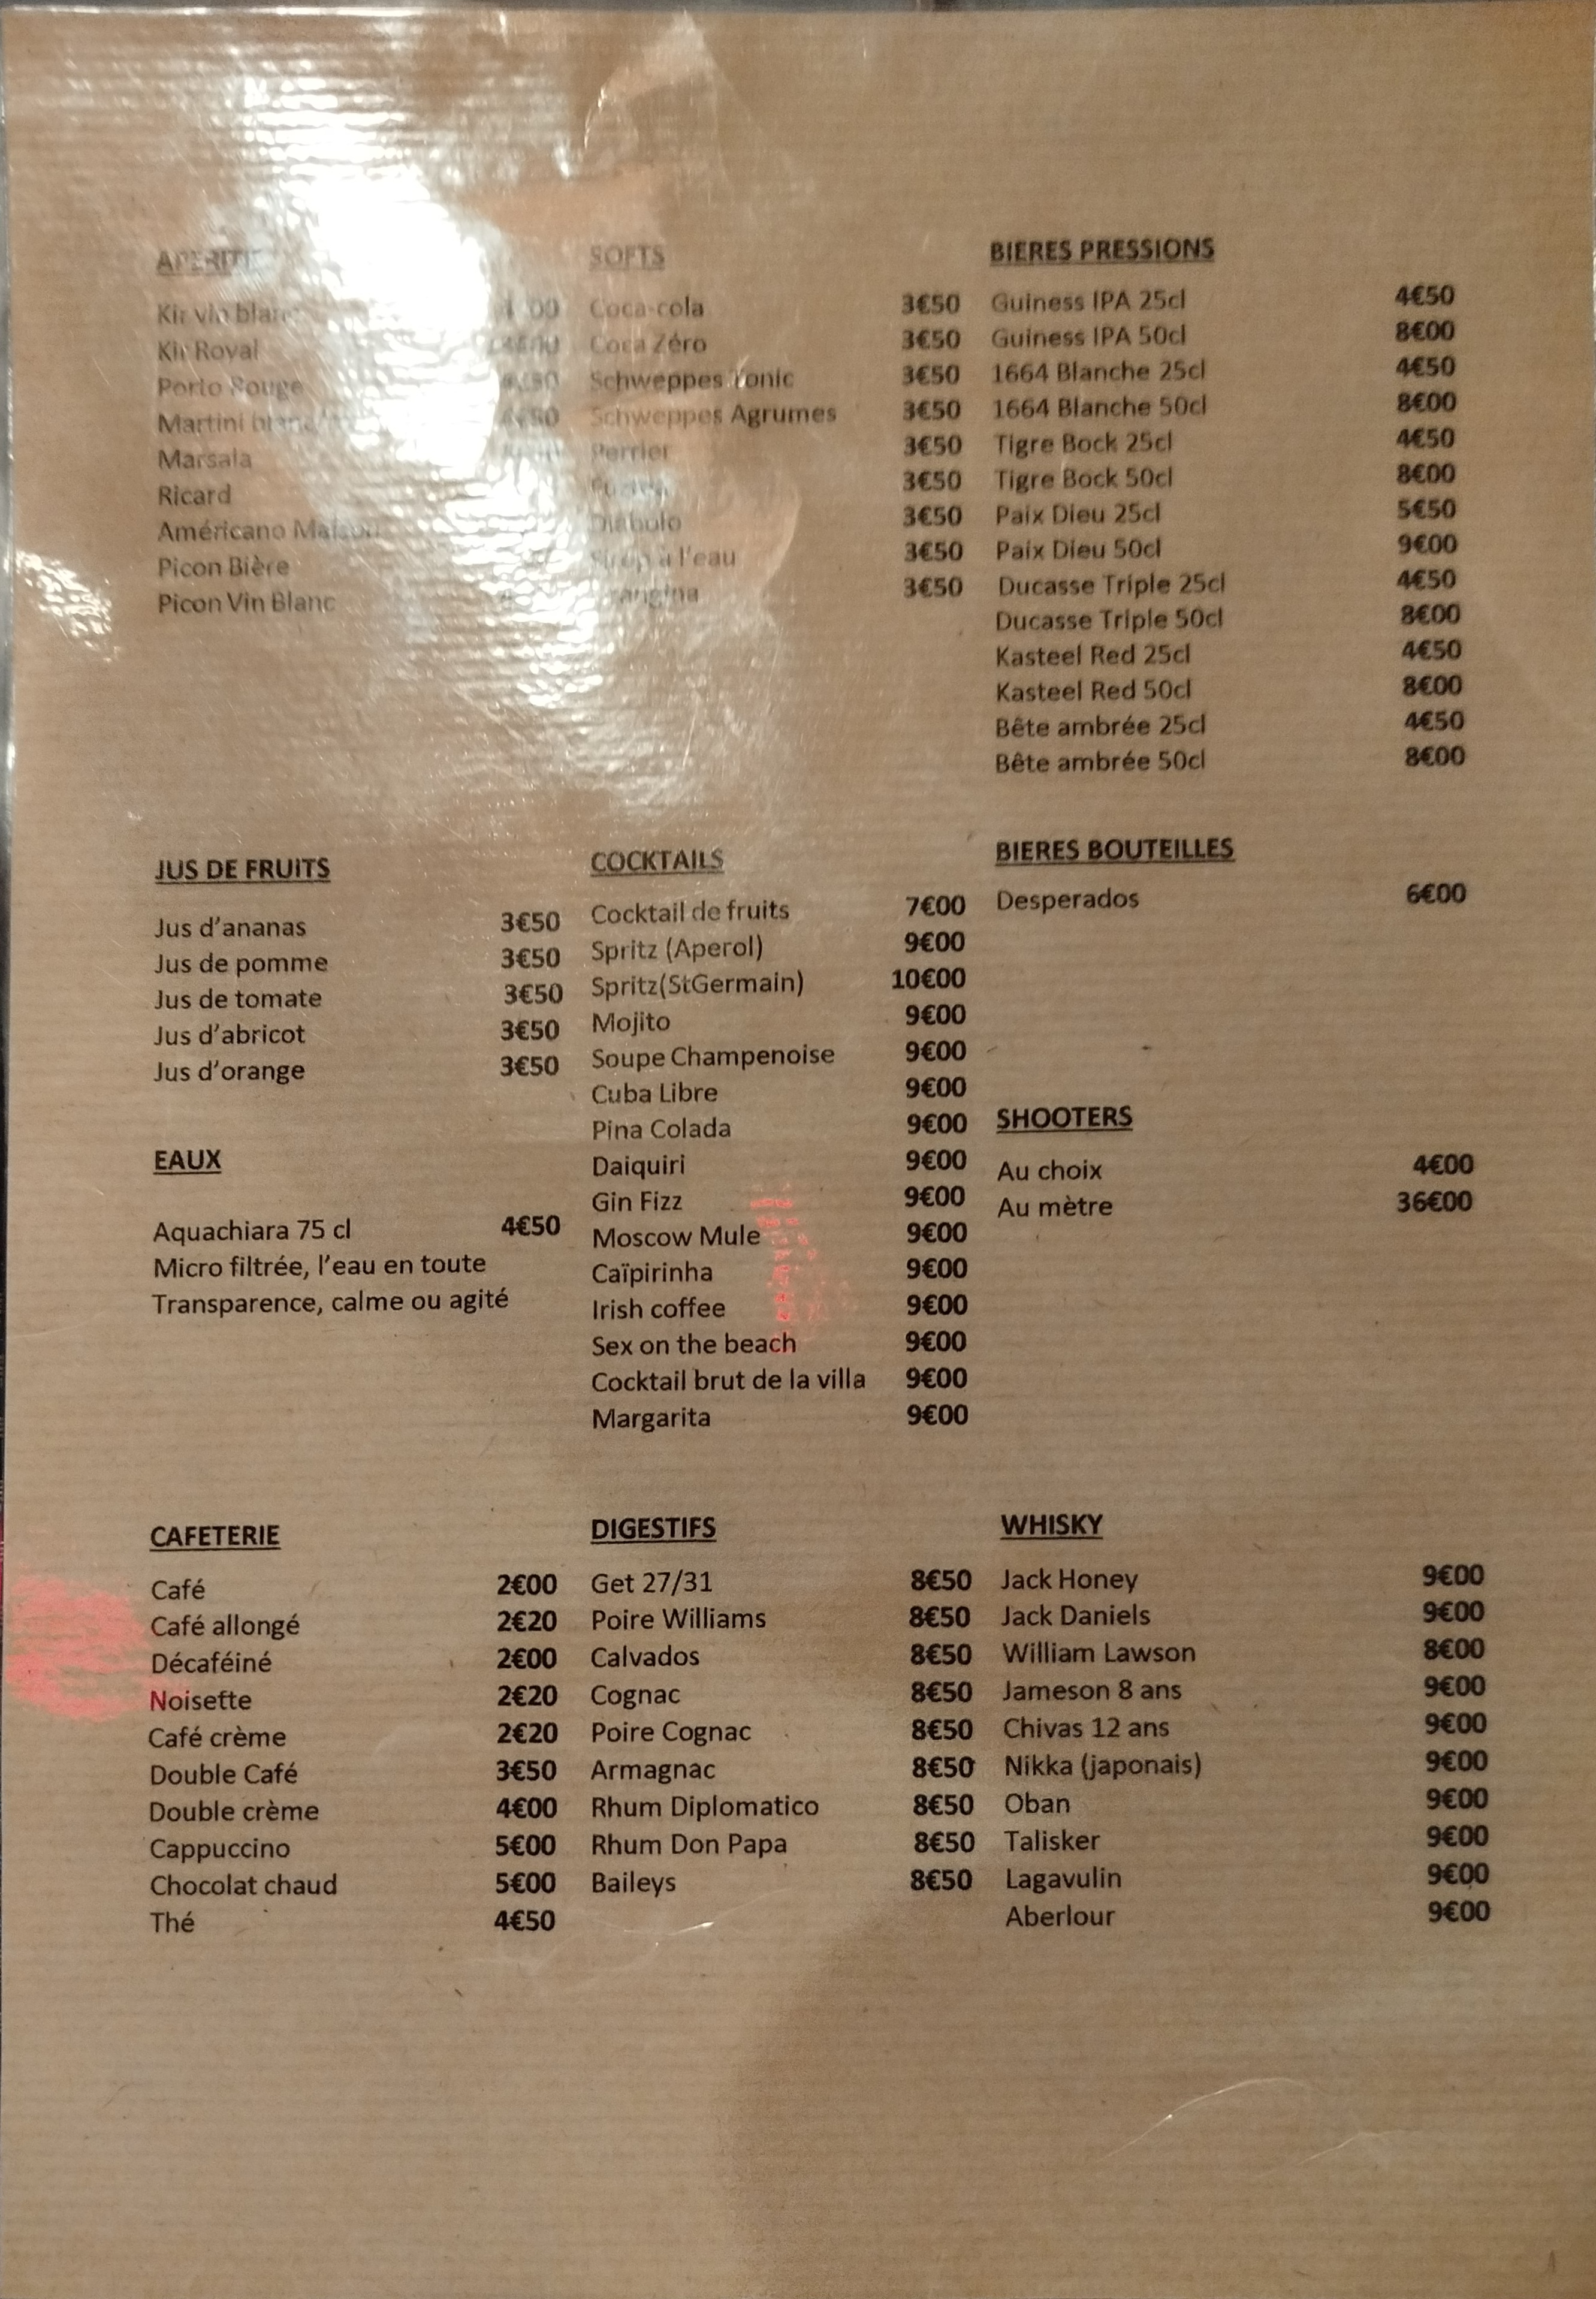 Kir vin blanc
Kir Royal
Porto Rouge
Martini
Marsala
Ricard
Américano Maison
Picon Bière
Picon Vin Blanc
SOFTS
Coca-cola 3€50
Coca Zéro 3€50
Schweppes Tonic 3€50
Schweppes Agrumes 3€50
Perrier 3€50
3€50
Diabolo 3€50
Sirop à l'eau 3€50
3€50
BIERES PRESSIONS
Guiness IPA 25cl 4€50
Guiness IPA 50cl 8€00
1664 Blanche 25cl 4€50
1664 Blanche 50cl 8€00
Tigre Bock 25cl 4€50
Tigre Bock 50cl 8€00
Paix Dieu 25cl 5€50
Paix Dieu 50cl 9€00
Ducasse Triple 25cl 4€50
Ducasse Triple 50cl 8€00
Kasteel Red 25cl 4€50
Kasteel Red 50cl 8€00
Bête ambrée 25cl 4€50
Bête ambrée 50cl 8€00
JUS DE FRUITS
Jus d'ananas 3€50
Jus de pomme 3€50
Jus de tomate 3€50
Jus d'abricot 3€50
Jus d'orange 3€50
EAUX
Aquachiara 75 cl 4€50
Micro filtrée, l'eau en toute
Transparence, calme ou agité
COCKTAILS
Cocktail de fruits 7€00
Spritz (Aperol) 9€00
Spritz(StGermain) 10€00
Mojito 9€00
Soupe Champenoise 9€00
Cuba Libre 9€00
Pina Colada 9€00
Daiquiri 9€00
Gin Fizz 9€00
Moscow Mule 9€00
Caïpirinha 9€00
Irish coffee 9€00
Sex on the beach 9€00
Cocktail brut de la villa 9€00
Margarita 9€00
BIERES BOUTEILLES
Desperados 6€00
SHOOTERS
Au choix 4€00
Au mètre 36€00
CAFETERIE
Café 2€00
Café allongé 2€20
Décaféiné 2€00
Noisette 2€20
Café crème 2€20
Double Café 3€50
Double crème 4€00
Cappuccino 5€00
Chocolat chaud 5€00
Thé 4€50
DIGESTIFS
Get 27/31 8€50
Poire Williams 8€50
Calvados 8€50
Cognac 8€50
Poire Cognac 8€50
Armagnac 8€50
Rhum Diplomatico 8€50
Rhum Don Papa 8€50
Baileys 8€50
WHISKY
Jack Honey 9€00
Jack Daniels 9€00
William Lawson 8€00
Jameson 8 ans 9€00
Chivas 12 ans 9€00
Nikka (japonais) 9€00
Oban 9€00
Talisker 9€00
Lagavulin 9€00
Aberlour 9€00